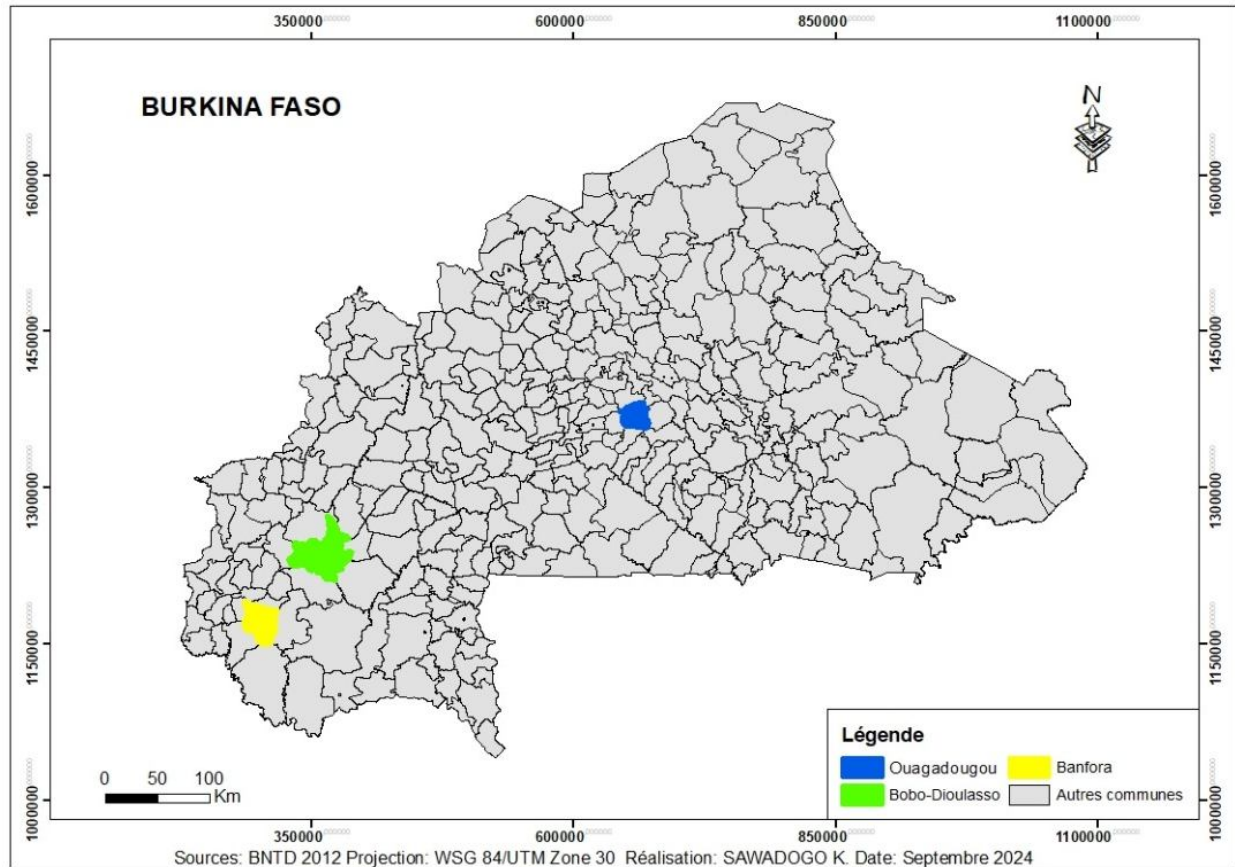 350000 600000 850000 1100000
BURKINA FASO
N
1600000 1600000
1450000 1450000
1300000 1300000
1150000 1150000
1000000 1000000
Légende
Ouagadougou Banfora
Bobo-Dioulasso Autres communes
0 50 100
Km
350000 600000 850000 1100000
Sources: BNTD 2012 Projection: WSG 84/UTM Zone 30 Réalisation: SAWADOGO K. Date: Septembre 2024